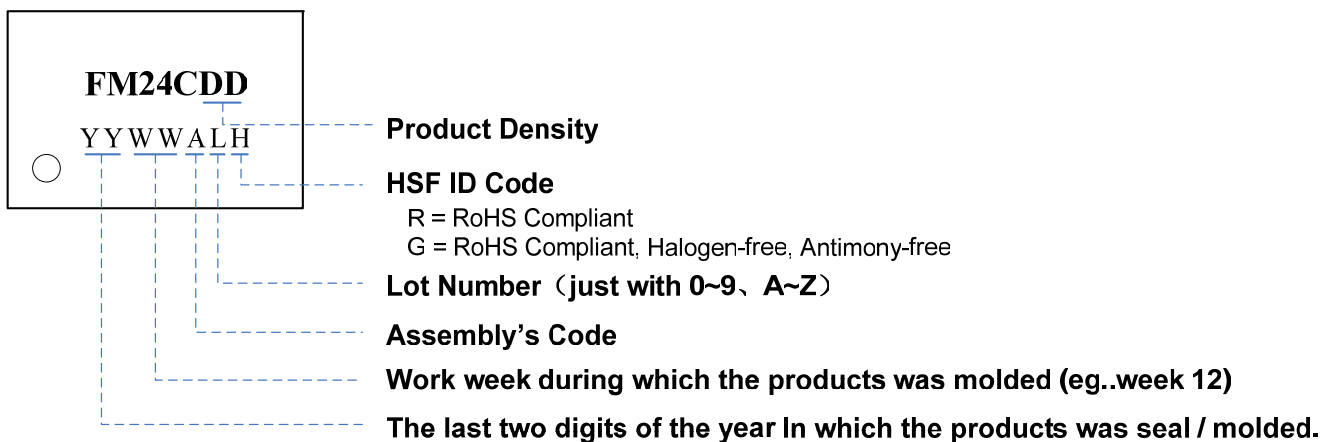 FM24CDD
YYWWALH
Product Density
HSF ID Code
R = RoHS Compliant
G = RoHS Compliant, Halogen-free, Antimony-free
Lot Number（just with 0~9、A~Z）
Assembly's Code
Work week during which the products was molded (eg..week 12)
The last two digits of the year In which the products was seal / molded.